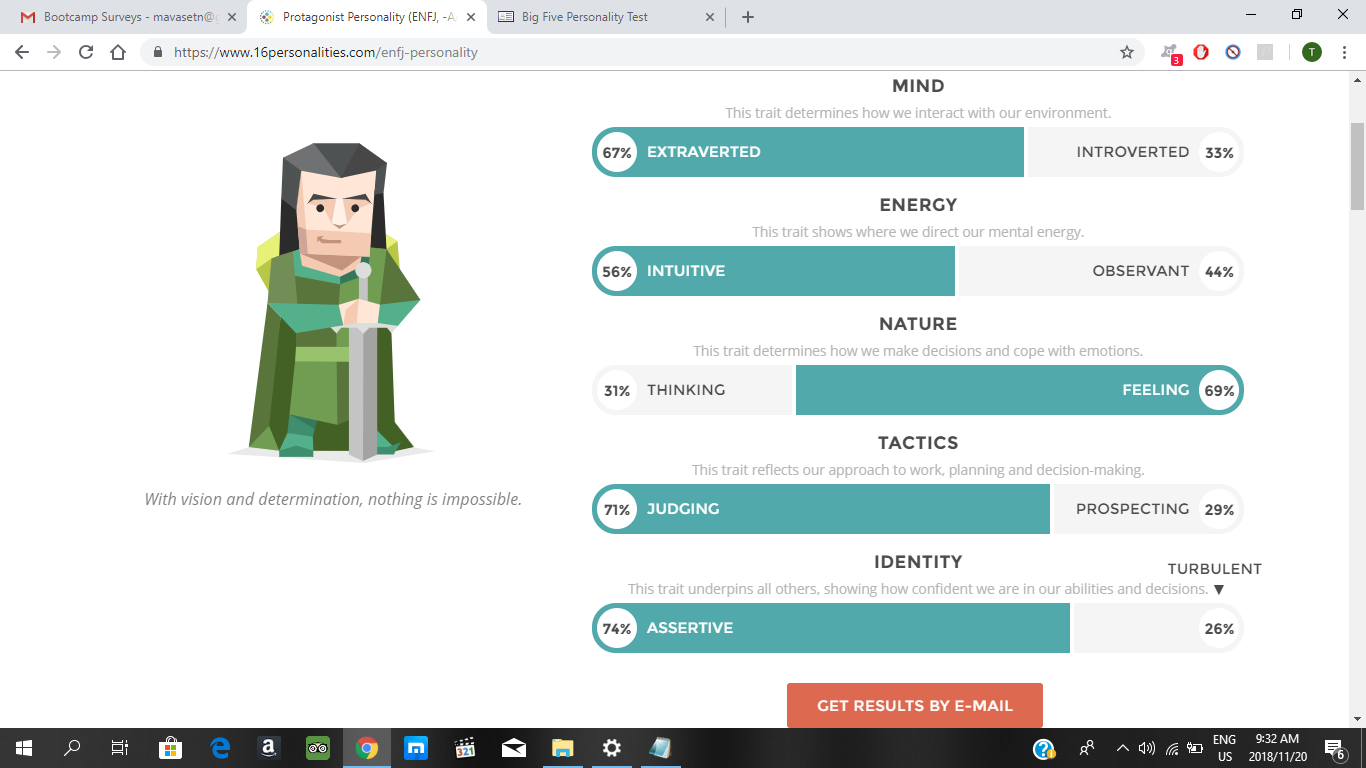 Bootcamp Surveys - mavasetn@g
Protagonist Personality (ENFJ, -A
Big Five Personality Test
https://www.16personalities.com/enfj-personality
3
T
MIND
This trait determines how we interact with our environment.
67% EXTRAVERTED INTROVERTED 33%
ENERGY
This trait shows where we direct our mental energy.
56% INTUITIVE OBSERVANT 44%
NATURE
This trait determines how we make decisions and cope with emotions.
31% THINKING FEELING 69%
TACTICS
This trait reflects our approach to work, planning and decision-making.
With vision and determination, nothing is impossible.
71% JUDGING PROSPECTING 29%
IDENTITY
TURBULENT
This trait underpins all others, showing how confident we are in our abilities and decisions. ▼
74% ASSERTIVE 26%
GET RESULTS BY E-MAIL
321
ENG
US
9:32 AM
2018/11/20
6